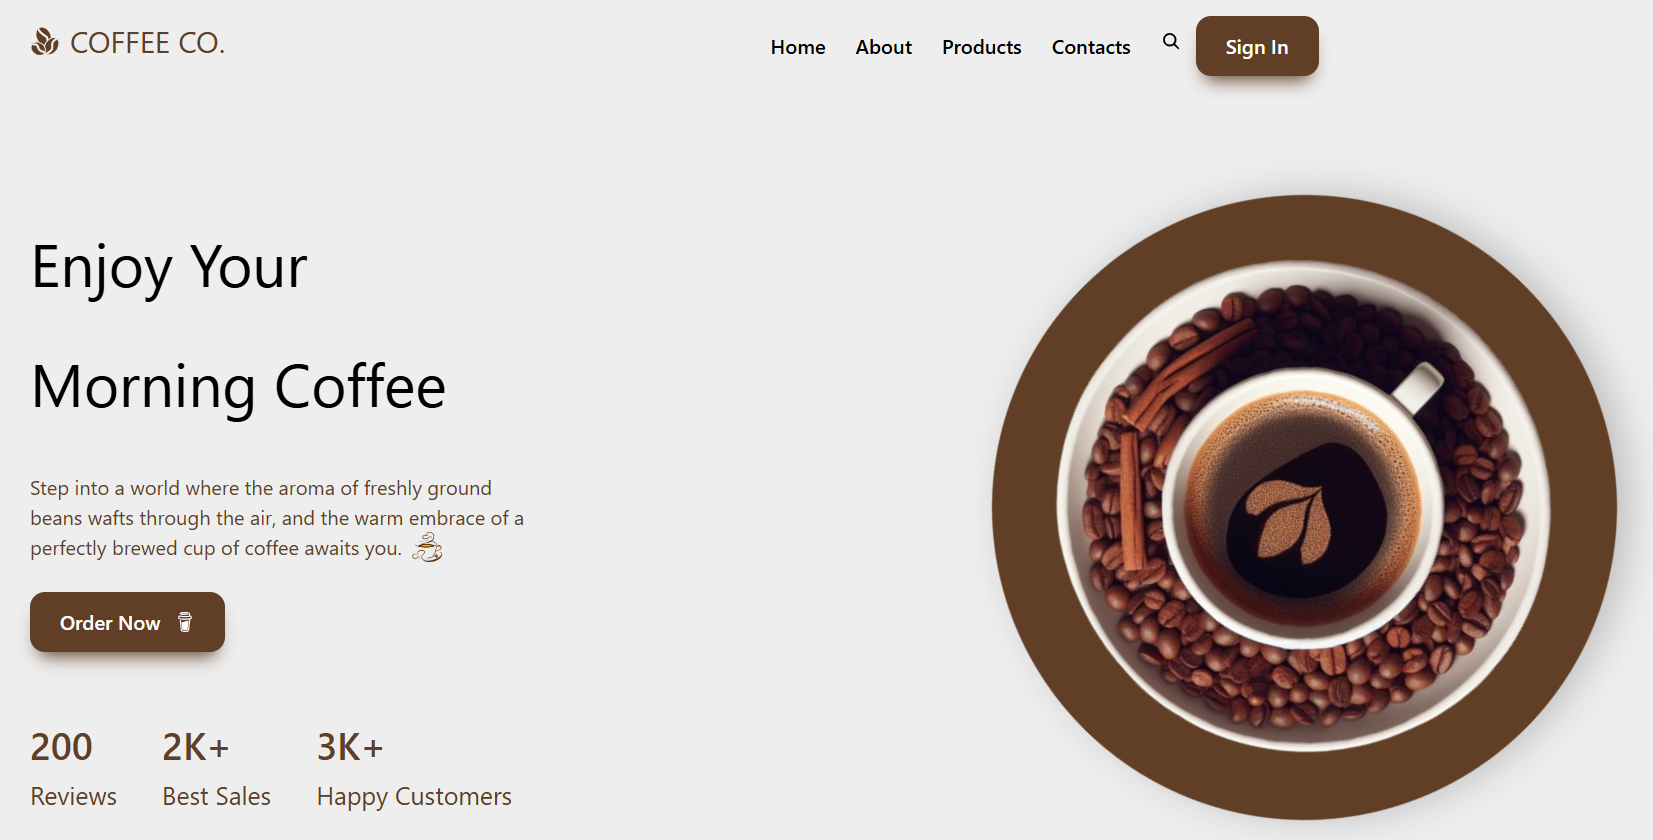 COFFEE CO.
Home About Products Contacts Sign In
Enjoy Your
Morning Coffee
Step into a world where the aroma of freshly ground
beans wafts through the air, and the warm embrace of a
perfectly brewed cup of coffee awaits you.
Order Now
200 2K+ 3K+
Reviews Best Sales Happy Customers